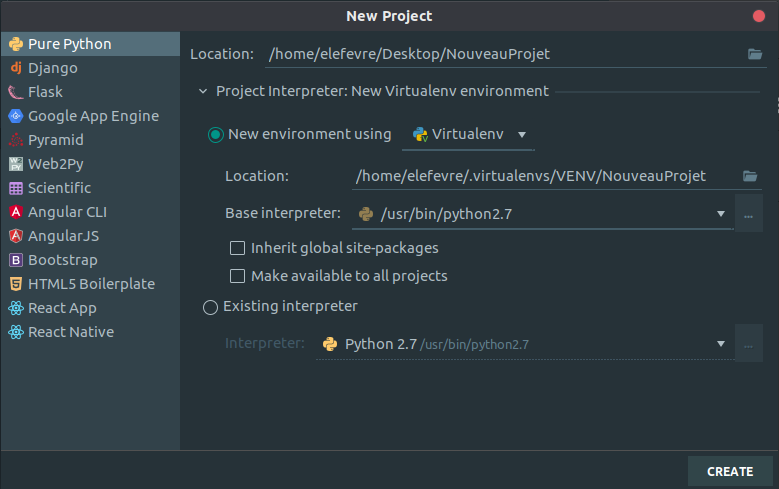 New Project
Pure Python
Django
Flask
Google App Engine
Pyramid
Web2Py
Scientific
Angular CLI
AngularJS
Bootstrap
HTML5 Boilerplate
React App
React Native
Location: /home/elefevre/Desktop/NouveauProjet
Project Interpreter: New Virtualenv environment
New environment using Virtualenv
Location: /home/elefevre/.virtualenvs/VENV/NouveauProjet
Base interpreter: /usr/bin/python2.7 ...
Inherit global site-packages
Make available to all projects
Existing interpreter
Interpreter: Python 2.7 /usr/bin/python2.7 ...
CREATE